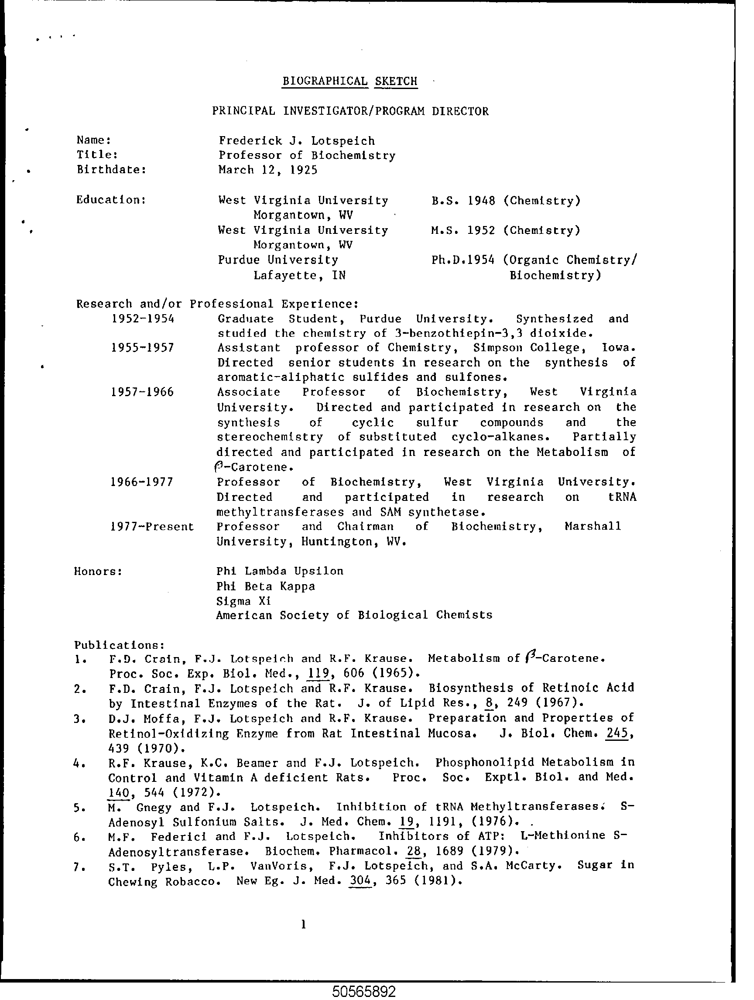 BIOGRAPHICAL SKETCH
PRINCIPAL INVESTIGATOR/PROGRAM DIRECTOR
Name: Frederick J. Lotspeich
Title: Professor of Biochemistry
Birthdate: March 12, 1925
Education: West Virginia University B.S. 1948 (Chemistry)
Morgantown, WV
West Virginia University M.S. 1952 (Chemistry)
Morgantown, WV
Purdue University Ph.D.1954 (Organic Chemistry/
Lafayette, IN Biochemistry)
Research and/or Professional Experience:
1952-1954 Graduate Student, Purdue University. Synthesized and
studied the chemistry of 3-benzothiepin-3,3 dioixide.
1955-1957 Assistant professor of Chemistry, Simpson College, Iowa.
Directed senior students in research on the synthesis of
aromatic-aliphatic sulfides and sulfones.
1957-1966 Associate Professor of Biochemistry, West Virginia
University. Directed and participated in research on the
synthesis of cyclic sulfur compounds and the
stereochemistry of substituted cyclo-alkanes. Partially
directed and participated in research on the Metabolism of
β-Carotene.
1966-1977 Professor of Biochemistry, West Virginia University.
Directed and participated in research on tRNA
methyltransferases and SAM synthetase.
1977-Present Professor and Chairman of Biochemistry, Marshall
University, Huntington, WV.
Honors: Phi Lambda Upsilon
Phi Beta Kappa
Sigma Xi
American Society of Biological Chemists
Publications:
1. F.D. Crain, F.J. Lotspeich and R.F. Krause. Metabolism of β-Carotene.
Proc. Soc. Exp. Biol. Med., 119, 606 (1965).
2. F.D. Crain, F.J. Lotspeich and R.F. Krause. Biosynthesis of Retinoic Acid
by Intestinal Enzymes of the Rat. J. of Lipid Res., 8, 249 (1967).
3. D.J. Moffa, F.J. Lotspeich and R.F. Krause. Preparation and Properties of
Retinol-Oxidizing Enzyme from Rat Intestinal Mucosa. J. Biol. Chem. 245,
439 (1970).
4. R.F. Krause, K.C. Beamer and F.J. Lotspeich. Phosphonolipid Metabolism in
Control and Vitamin A deficient Rats. Proc. Soc. Exptl. Biol. and Med.
140, 544 (1972).
5. M. Gnegy and F.J. Lotspeich. Inhibition of tRNA Methyltransferases. S-
Adenosyl Sulfonium Salts. J. Med. Chem. 19, 1191, (1976).
6. M.F. Federici and F.J. Lotspeich. Inhibitors of ATP: L-Methionine S-
Adenosyltransferase. Biochem. Pharmacol. 28, 1689 (1979).
7. S.T. Pyles, L.P. VanVoris, F.J. Lotspeich, and S.A. McCarty. Sugar in
Chewing Robacco. New Eg. J. Med. 304, 365 (1981).
1
50565892